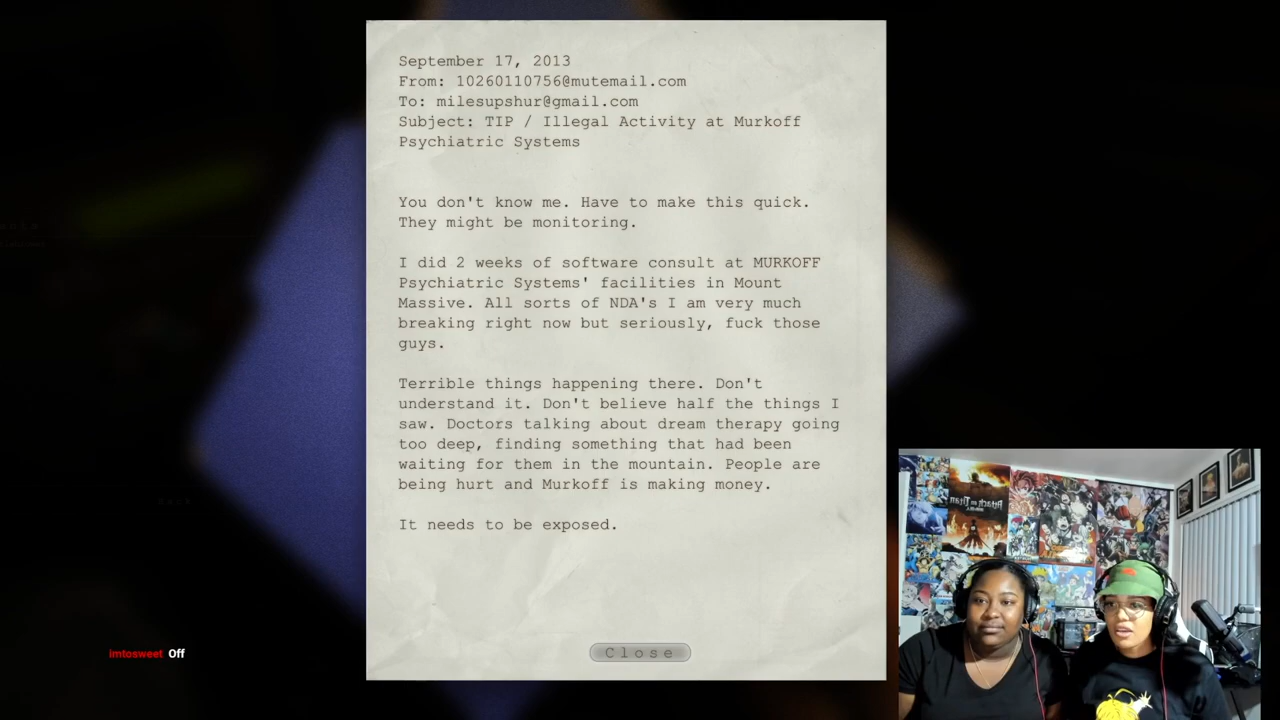 September 17, 2013
From: 10260110756@mutemail.com
To: milesupshur@gmail.com
Subject: TIP / Illegal Activity at Murkoff
Psychiatric Systems
You don't know me. Have to make this quick.
They might be monitoring.
I did 2 weeks of software consult at MURKOFF
Psychiatric Systems' facilities in Mount
Massive. All sorts of NDA's I am very much
breaking right now but seriously, fuck those
guys.
Terrible things happening there. Don't
understand it. Don't believe half the things I
saw. Doctors talking about dream therapy going
too deep, finding something that had been
waiting for them in the mountain. People are
being hurt and Murkoff is making money.
It needs to be exposed.
Close
imtosweet Off
Attack on Titan